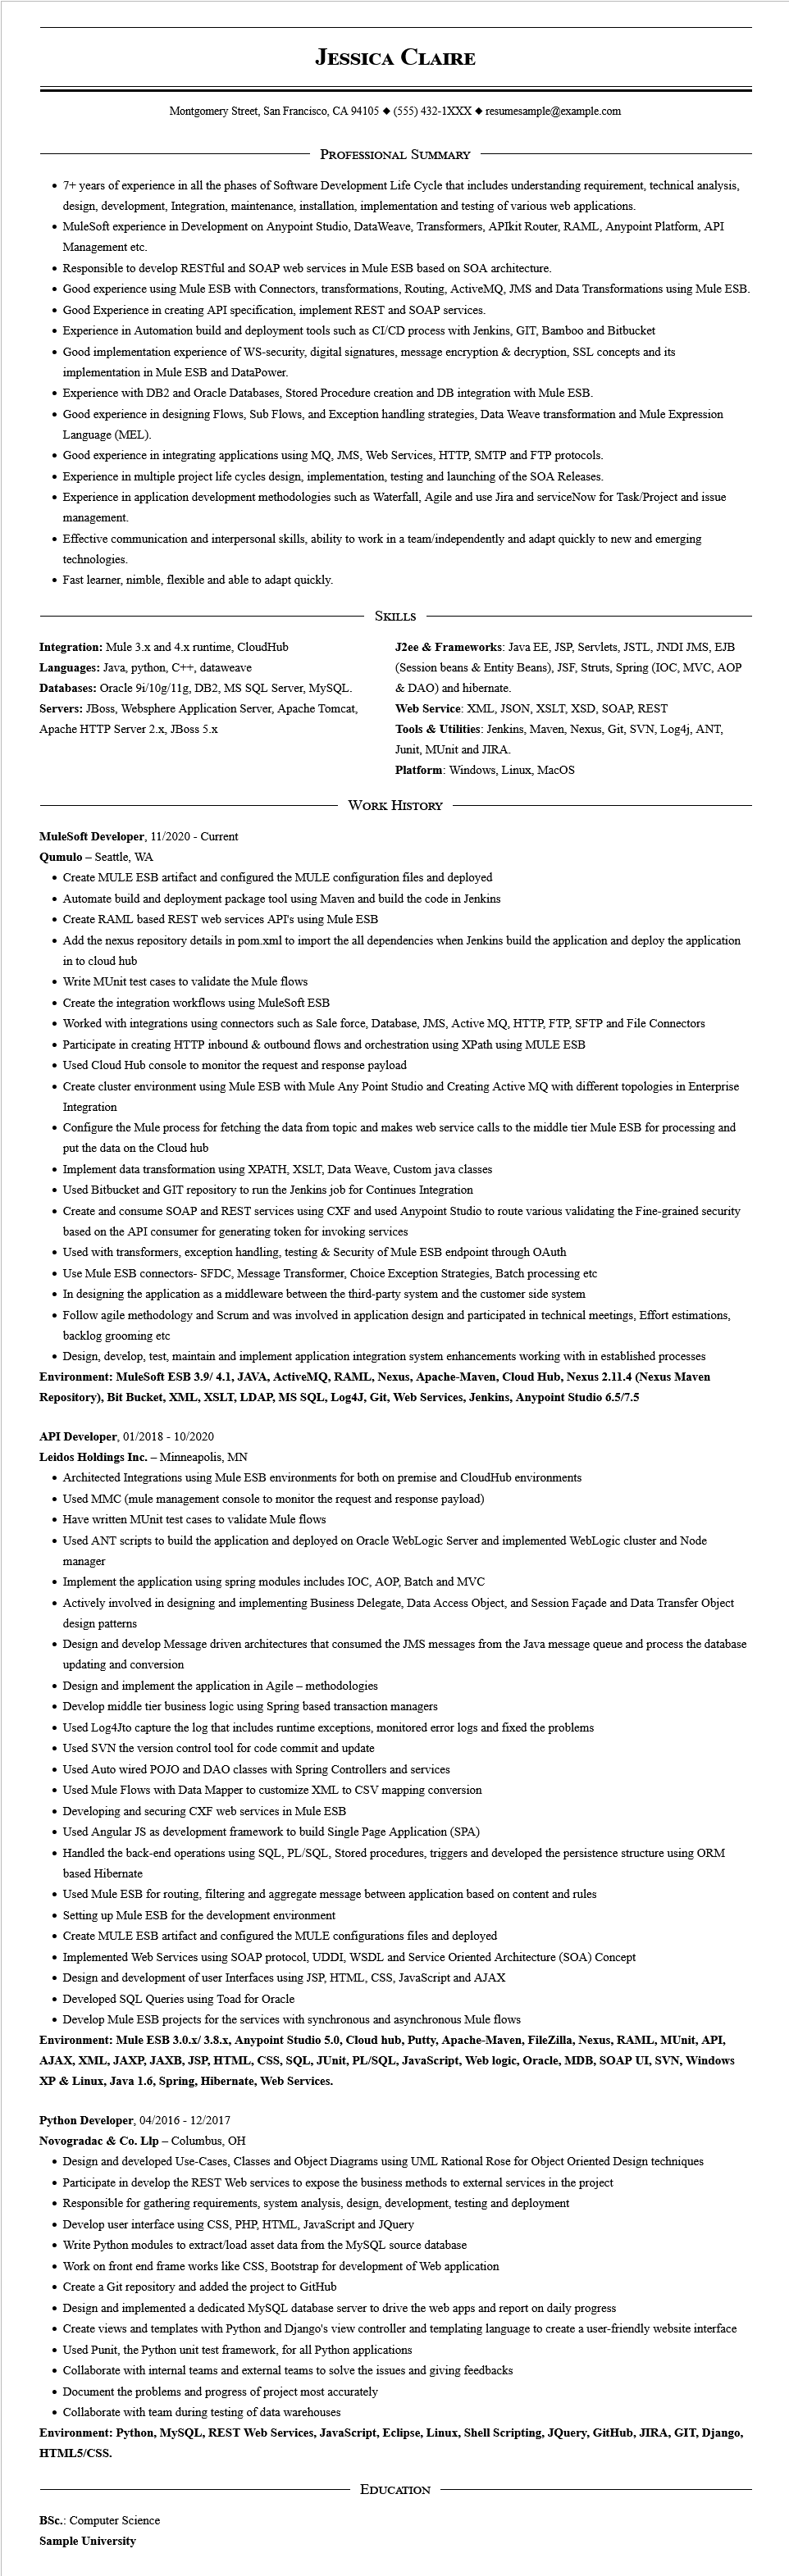 Jessica Claire
Montgomery Street, San Francisco, CA 94105 ◆ (555) 432-1XXX ◆ resumesample@example.com
Professional Summary
• 7+ years of experience in all the phases of Software Development Life Cycle that includes understanding requirement, technical analysis,
design, development, Integration, maintenance, installation, implementation and testing of various web applications.
• MuleSoft experience in Development on Anypoint Studio, DataWeave, Transformers, APIkit Router, RAML, Anypoint Platform, API
Management etc.
• Responsible to develop RESTful and SOAP web services in Mule ESB based on SOA architecture.
• Good experience using Mule ESB with Connectors, transformations, Routing, ActiveMQ, JMS and Data Transformations using Mule ESB.
• Good Experience in creating API specification, implement REST and SOAP services.
• Experience in Automation build and deployment tools such as CI/CD process with Jenkins, GIT, Bamboo and Bitbucket
• Good implementation experience of WS-security, digital signatures, message encryption & decryption, SSL concepts and its
implementation in Mule ESB and DataPower.
• Experience with DB2 and Oracle Databases, Stored Procedure creation and DB integration with Mule ESB.
• Good experience in designing Flows, Sub Flows, and Exception handling strategies, Data Weave transformation and Mule Expression
Language (MEL).
• Good experience in integrating applications using MQ, JMS, Web Services, HTTP, SMTP and FTP protocols.
• Experience in multiple project life cycles design, implementation, testing and launching of the SOA Releases.
• Experience in application development methodologies such as Waterfall, Agile and use Jira and serviceNow for Task/Project and issue
management.
• Effective communication and interpersonal skills, ability to work in a team/independently and adapt quickly to new and emerging
technologies.
• Fast learner, nimble, flexible and able to adapt quickly.
Skills
Integration: Mule 3.x and 4.x runtime, CloudHub
Languages: Java, python, C++, dataweave
Databases: Oracle 9i/10g/11g, DB2, MS SQL Server, MySQL.
Servers: JBoss, Websphere Application Server, Apache Tomcat,
Apache HTTP Server 2.x, JBoss 5.x
J2ee & Frameworks: Java EE, JSP, Servlets, JSTL, JNDI JMS, EJB
(Session beans & Entity Beans), JSF, Struts, Spring (IOC, MVC, AOP
& DAO) and hibernate.
Web Service: XML, JSON, XSLT, XSD, SOAP, REST
Tools & Utilities: Jenkins, Maven, Nexus, Git, SVN, Log4j, ANT,
Junit, MUnit and JIRA.
Platform: Windows, Linux, MacOS
Work History
MuleSoft Developer, 11/2020 - Current
Qumulo – Seattle, WA
• Create MULE ESB artifact and configured the MULE configuration files and deployed
• Automate build and deployment package tool using Maven and build the code in Jenkins
• Create RAML based REST web services API's using Mule ESB
• Add the nexus repository details in pom.xml to import the all dependencies when Jenkins build the application and deploy the application
in to cloud hub
• Write MUnit test cases to validate the Mule flows
• Create the integration workflows using MuleSoft ESB
• Worked with integrations using connectors such as Sale force, Database, JMS, Active MQ, HTTP, FTP, SFTP and File Connectors
• Participate in creating HTTP inbound & outbound flows and orchestration using XPath using MULE ESB
• Used Cloud Hub console to monitor the request and response payload
• Create cluster environment using Mule ESB with Mule Any Point Studio and Creating Active MQ with different topologies in Enterprise
Integration
• Configure the Mule process for fetching the data from topic and makes web service calls to the middle tier Mule ESB for processing and
put the data on the Cloud hub
• Implement data transformation using XPATH, XSLT, Data Weave, Custom java classes
• Used Bitbucket and GIT repository to run the Jenkins job for Continues Integration
• Create and consume SOAP and REST services using CXF and used Anypoint Studio to route various validating the Fine-grained security
based on the API consumer for generating token for invoking services
• Used with transformers, exception handling, testing & Security of Mule ESB endpoint through OAuth
• Use Mule ESB connectors- SFDC, Message Transformer, Choice Exception Strategies, Batch processing etc
• In designing the application as a middleware between the third-party system and the customer side system
• Follow agile methodology and Scrum and was involved in application design and participated in technical meetings, Effort estimations,
backlog grooming etc
• Design, develop, test, maintain and implement application integration system enhancements working with in established processes
Environment: MuleSoft ESB 3.9/ 4.1, JAVA, ActiveMQ, RAML, Nexus, Apache-Maven, Cloud Hub, Nexus 2.11.4 (Nexus Maven
Repository), Bit Bucket, XML, XSLT, LDAP, MS SQL, Log4J, Git, Web Services, Jenkins, Anypoint Studio 6.5/7.5
API Developer, 01/2018 - 10/2020
Leidos Holdings Inc. – Minneapolis, MN
• Architected Integrations using Mule ESB environments for both on premise and CloudHub environments
• Used MMC (mule management console to monitor the request and response payload)
• Have written MUnit test cases to validate Mule flows
• Used ANT scripts to build the application and deployed on Oracle WebLogic Server and implemented WebLogic cluster and Node
manager
• Implement the application using spring modules includes IOC, AOP, Batch and MVC
• Actively involved in designing and implementing Business Delegate, Data Access Object, and Session Façade and Data Transfer Object
design patterns
• Design and develop Message driven architectures that consumed the JMS messages from the Java message queue and process the database
updating and conversion
• Design and implement the application in Agile – methodologies
• Develop middle tier business logic using Spring based transaction managers
• Used Log4Jto capture the log that includes runtime exceptions, monitored error logs and fixed the problems
• Used SVN the version control tool for code commit and update
• Used Auto wired POJO and DAO classes with Spring Controllers and services
• Used Mule Flows with Data Mapper to customize XML to CSV mapping conversion
• Developing and securing CXF web services in Mule ESB
• Used Angular JS as development framework to build Single Page Application (SPA)
• Handled the back-end operations using SQL, PL/SQL, Stored procedures, triggers and developed the persistence structure using ORM
based Hibernate
• Used Mule ESB for routing, filtering and aggregate message between application based on content and rules
• Setting up Mule ESB for the development environment
• Create MULE ESB artifact and configured the MULE configurations files and deployed
• Implemented Web Services using SOAP protocol, UDDI, WSDL and Service Oriented Architecture (SOA) Concept
• Design and development of user Interfaces using JSP, HTML, CSS, JavaScript and AJAX
• Developed SQL Queries using Toad for Oracle
• Develop Mule ESB projects for the services with synchronous and asynchronous Mule flows
Environment: Mule ESB 3.0.x/ 3.8.x, Anypoint Studio 5.0, Cloud hub, Putty, Apache-Maven, FileZilla, Nexus, RAML, MUnit, API,
AJAX, XML, JAXP, JAXB, JSP, HTML, CSS, SQL, JUnit, PL/SQL, JavaScript, Web logic, Oracle, MDB, SOAP UI, SVN, Windows
XP & Linux, Java 1.6, Spring, Hibernate, Web Services.
Python Developer, 04/2016 - 12/2017
Novogradac & Co. Llp – Columbus, OH
• Design and developed Use-Cases, Classes and Object Diagrams using UML Rational Rose for Object Oriented Design techniques
• Participate in develop the REST Web services to expose the business methods to external services in the project
• Responsible for gathering requirements, system analysis, design, development, testing and deployment
• Develop user interface using CSS, PHP, HTML, JavaScript and JQuery
• Write Python modules to extract/load asset data from the MySQL source database
• Work on front end frame works like CSS, Bootstrap for development of Web application
• Create a Git repository and added the project to GitHub
• Design and implemented a dedicated MySQL database server to drive the web apps and report on daily progress
• Create views and templates with Python and Django's view controller and templating language to create a user-friendly website interface
• Used Punit, the Python unit test framework, for all Python applications
• Collaborate with internal teams and external teams to solve the issues and giving feedbacks
• Document the problems and progress of project most accurately
• Collaborate with team during testing of data warehouses
Environment: Python, MySQL, REST Web Services, JavaScript, Eclipse, Linux, Shell Scripting, JQuery, GitHub, JIRA, GIT, Django,
HTML5/CSS.
Education
BSc.: Computer Science
Sample University